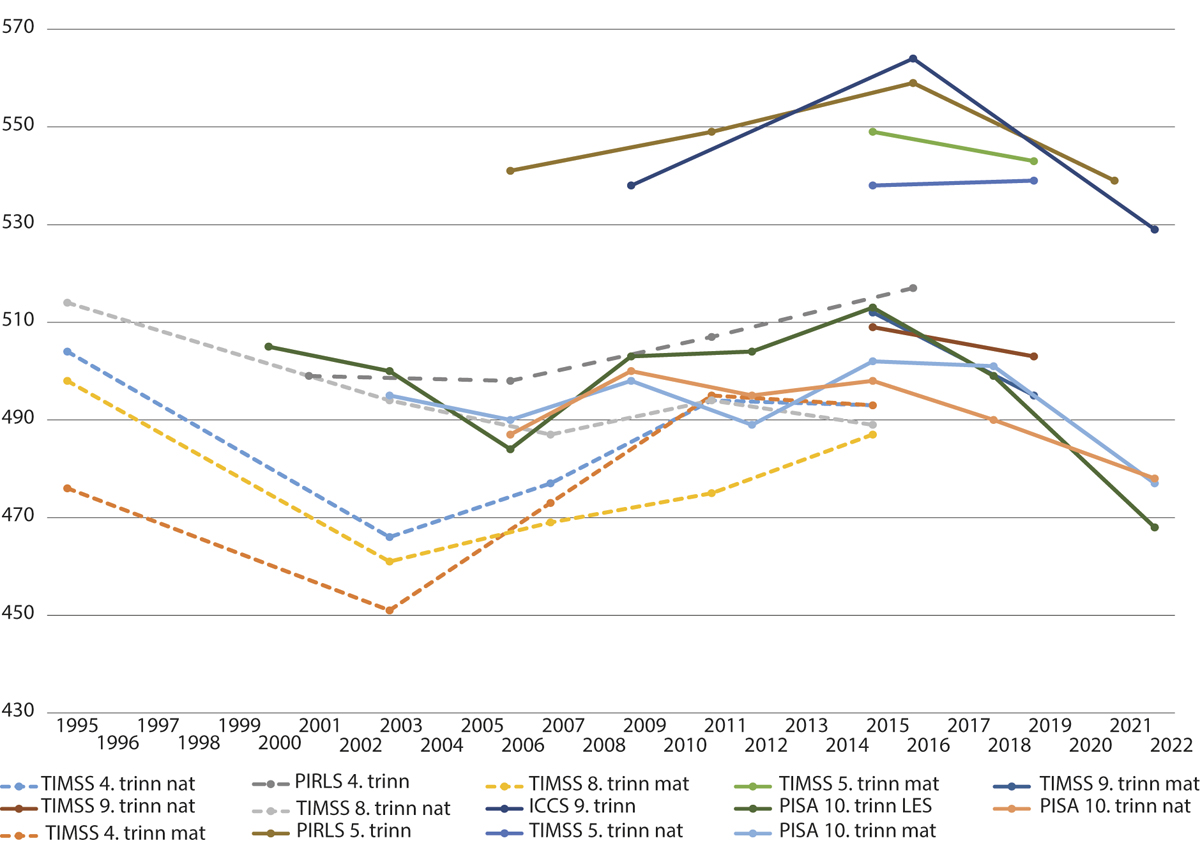 570
550
530
510
490
470
450
430
1995 1997 1999 2001 2003 2005 2007 2009 2011 2013 2015 2017 2019 2021
1996 1998 2000 2002 2004 2006 2008 2010 2012 2014 2016 2018 2020 2022
TIMSS 4. trinn nat PIRLS 4. trinn TIMSS 8. trinn mat TIMSS 5. trinn mat TIMSS 9. trinn mat
TIMSS 9. trinn nat TIMSS 8. trinn nat ICCS 9. trinn PISA 10. trinn LES PISA 10. trinn nat
TIMSS 4. trinn mat PIRLS 5. trinn TIMSS 5. trinn nat PISA 10. trinn mat